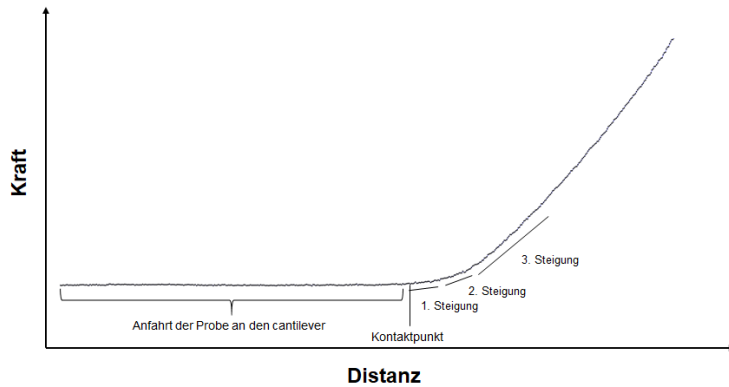 Kraft
3. Steigung
2. Steigung
1. Steigung
Anfahrt der Probe an den cantilever
Kontaktpunkt
Distanz